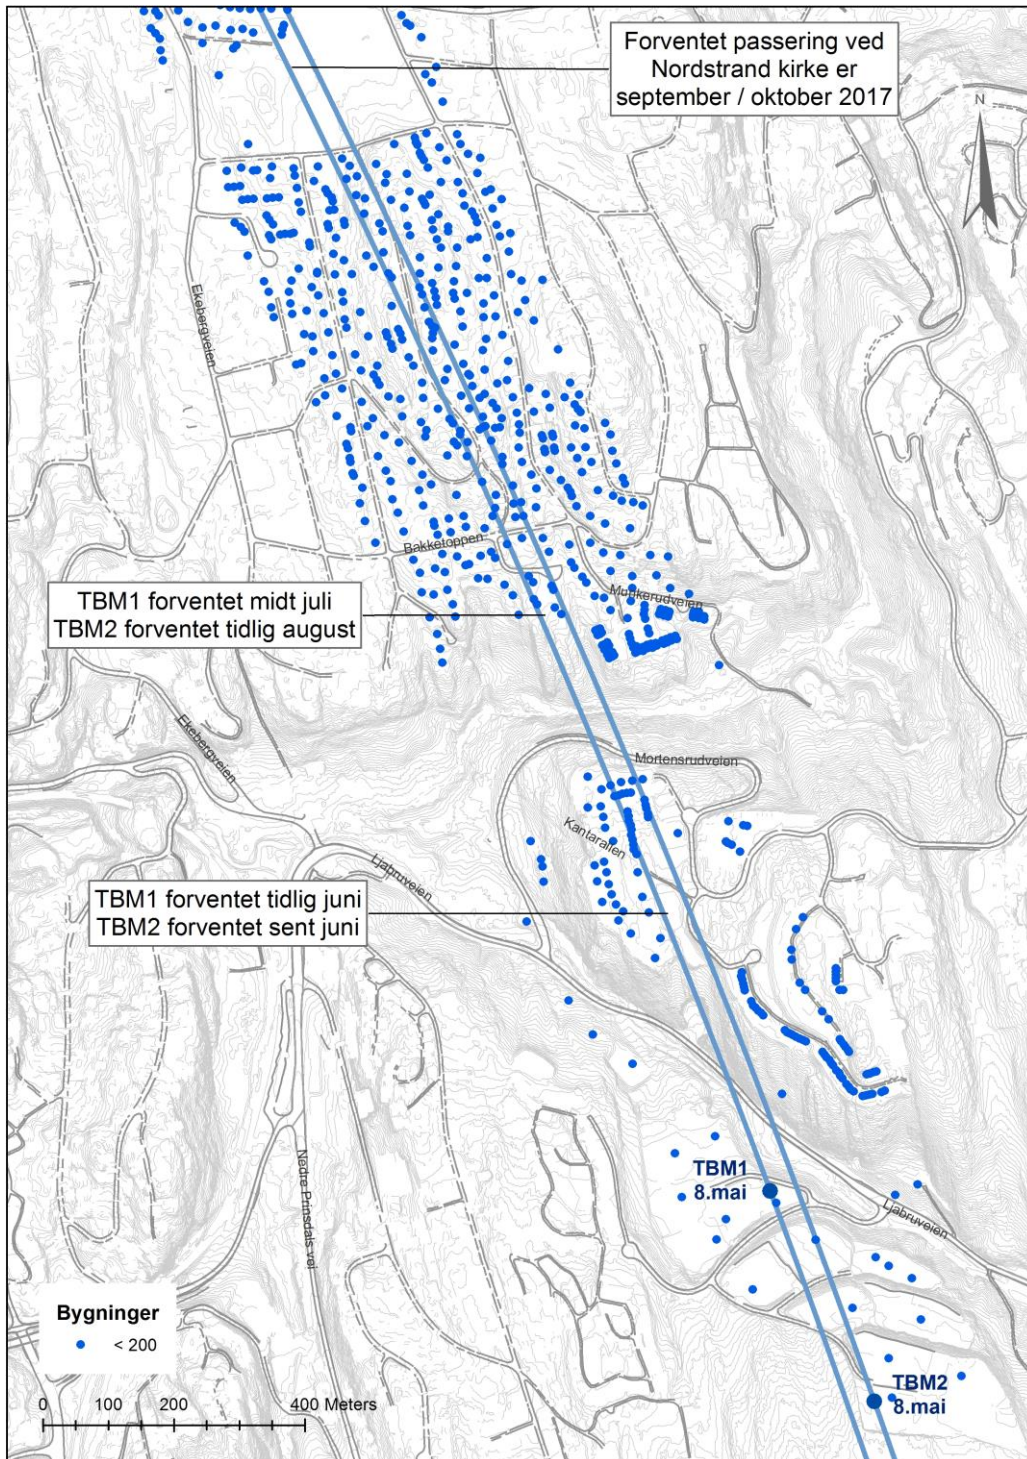 Forventet passering ved
Nordstrand kirke er
september / oktober 2017
N
Ekebergveien
Bakketoppen
TBM1 forventet midt juli
TBM2 forventet tidlig august
Munkerudveien
Ekebergveien
Mortensrudveien
Kantarallen
Ljabruveien
TBM1 forventet tidlig juni
TBM2 forventet sent juni
TBM1
8.mai
Ljabruveien
Nedre Prinsdals vei
Bygninger
< 200
0 100 200 400 Meters
TBM2
8.mai